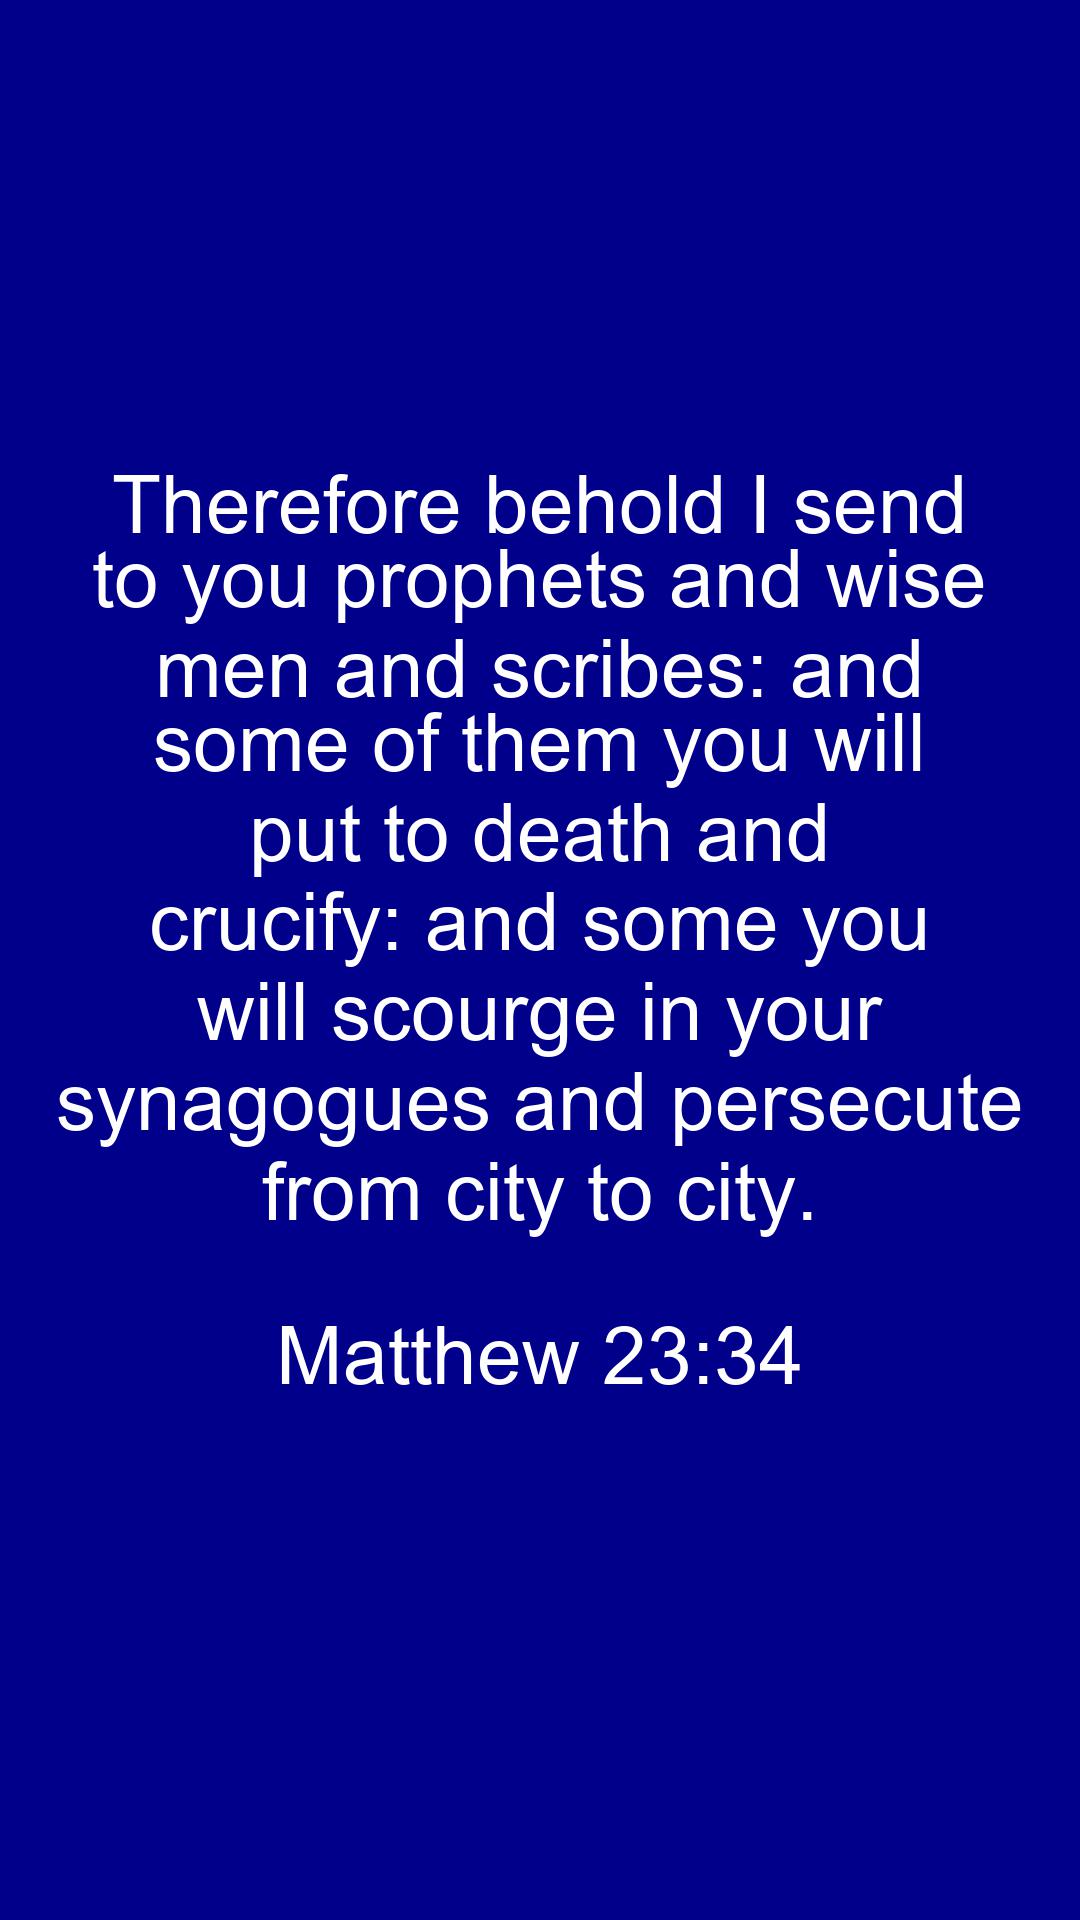 Therefore behold I send
to you prophets and wise
men and scribes: and
some of them you will
put to death and
crucify: and some you
will scourge in your
synagogues and persecute
from city to city.
Matthew 23:34